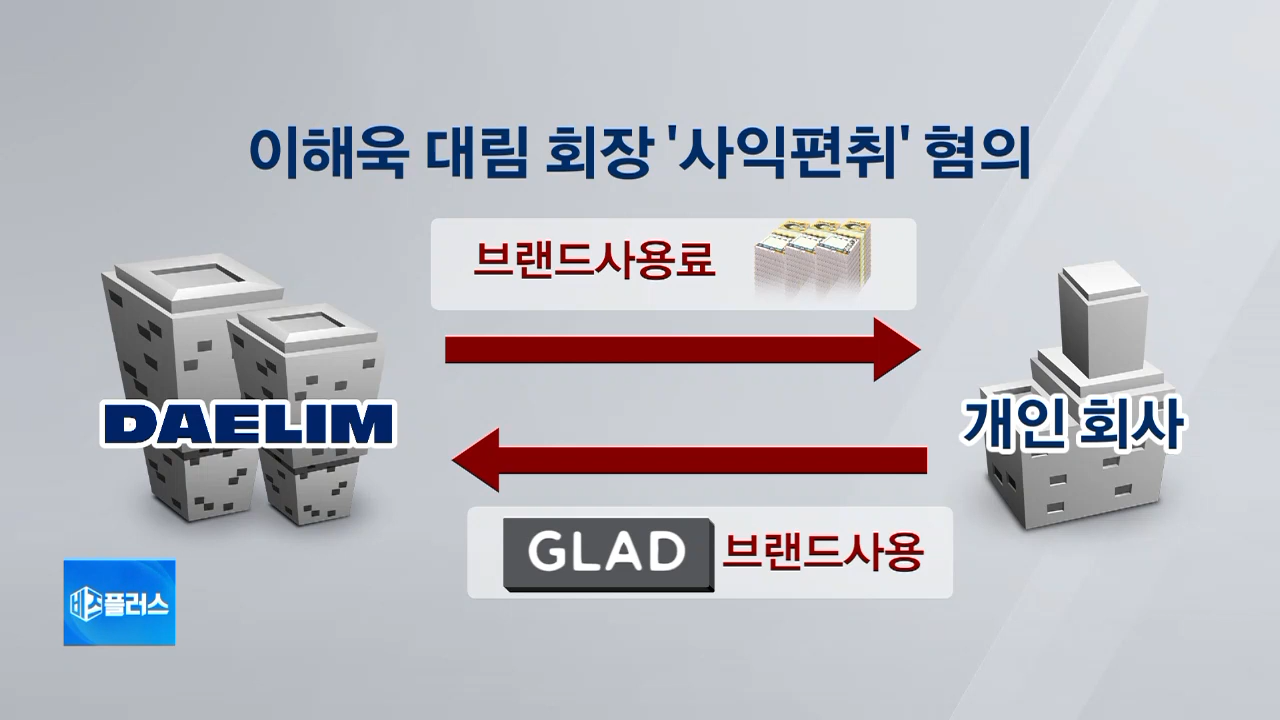 이해욱 대림 회장 '사익편취' 혐의
브랜드사용료
DAELIM
개인 회사
GLAD 브랜드사용
비즈플러스